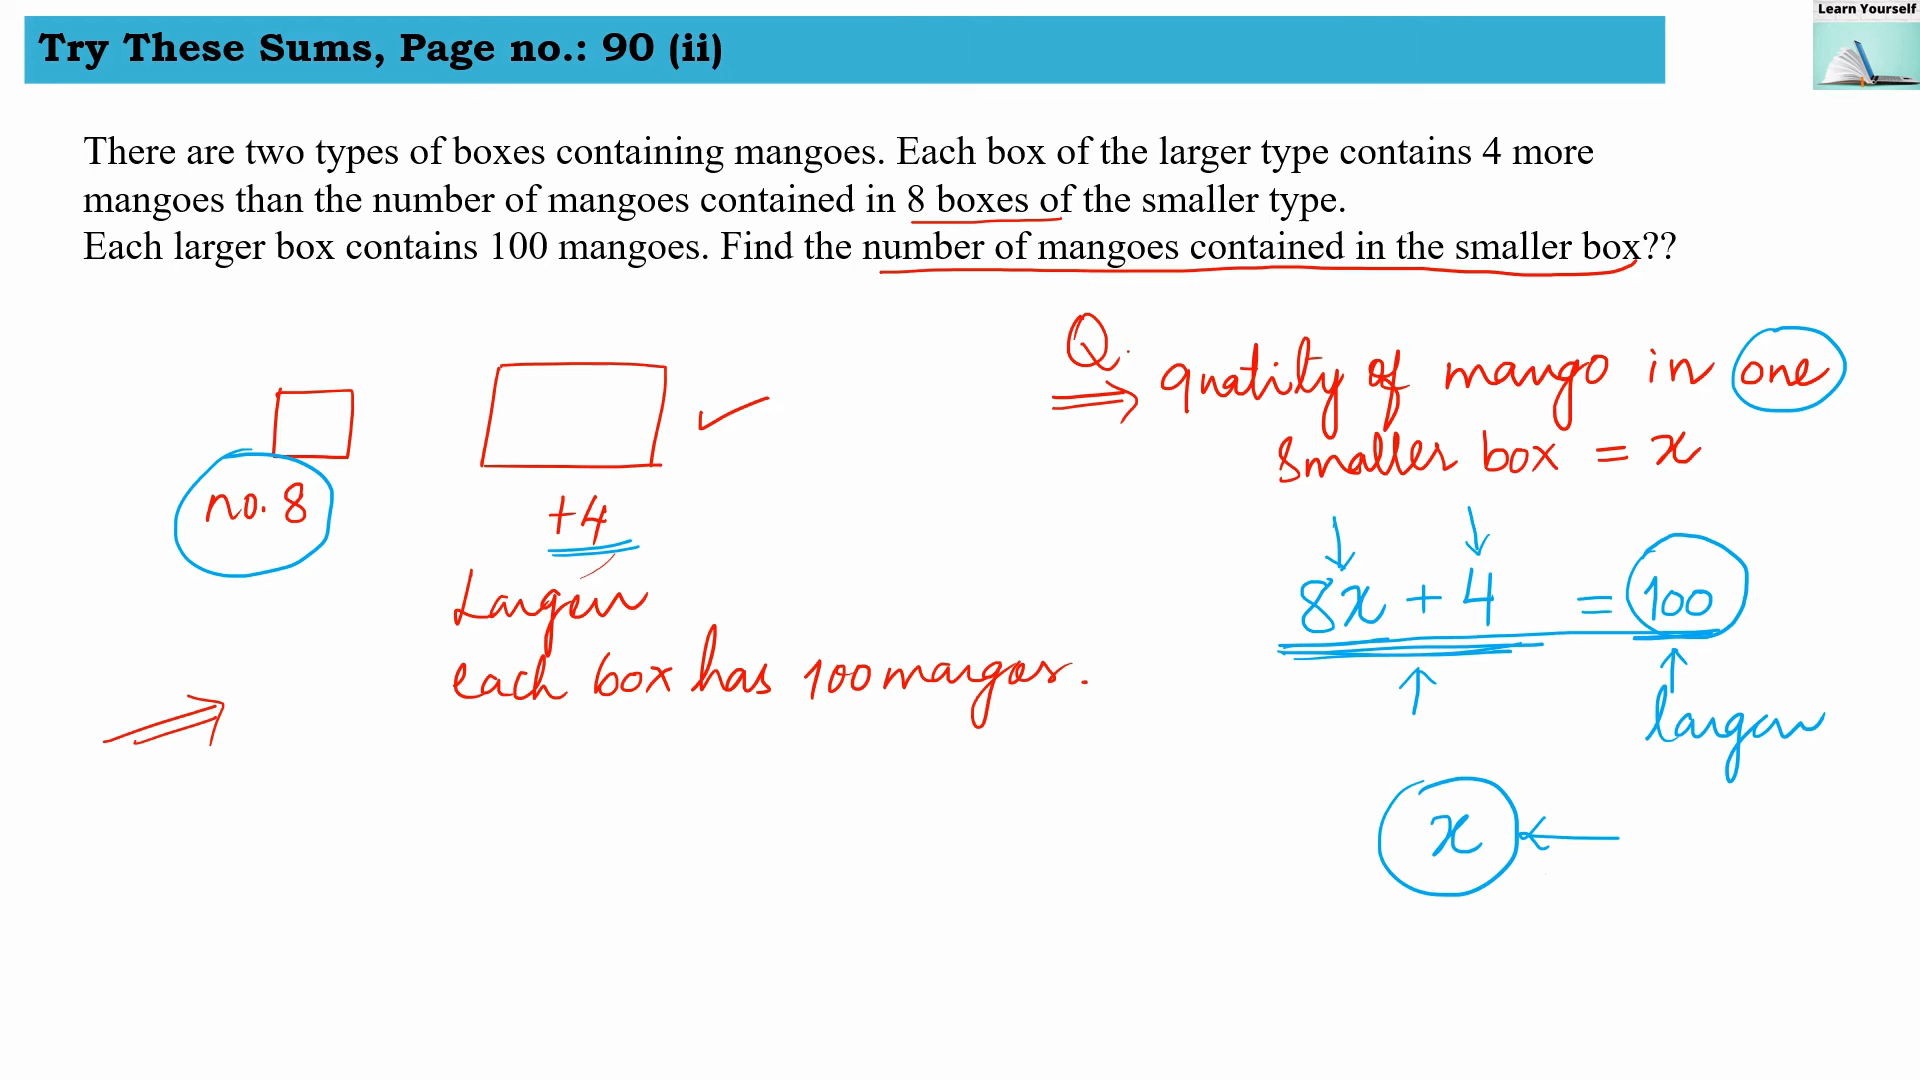 Learn Yourself
Try These Sums, Page no.: 90 (ii)
There are two types of boxes containing mangoes. Each box of the larger type contains 4 more
mangoes than the number of mangoes contained in 8 boxes of the smaller type.
Each larger box contains 100 mangoes. Find the number of mangoes contained in the smaller box??
Q.
quatity of mango in one
smaller box = x
no. 8
+4
Larger
each box has 100 mangos.
8x + 4 = 100
larger
x